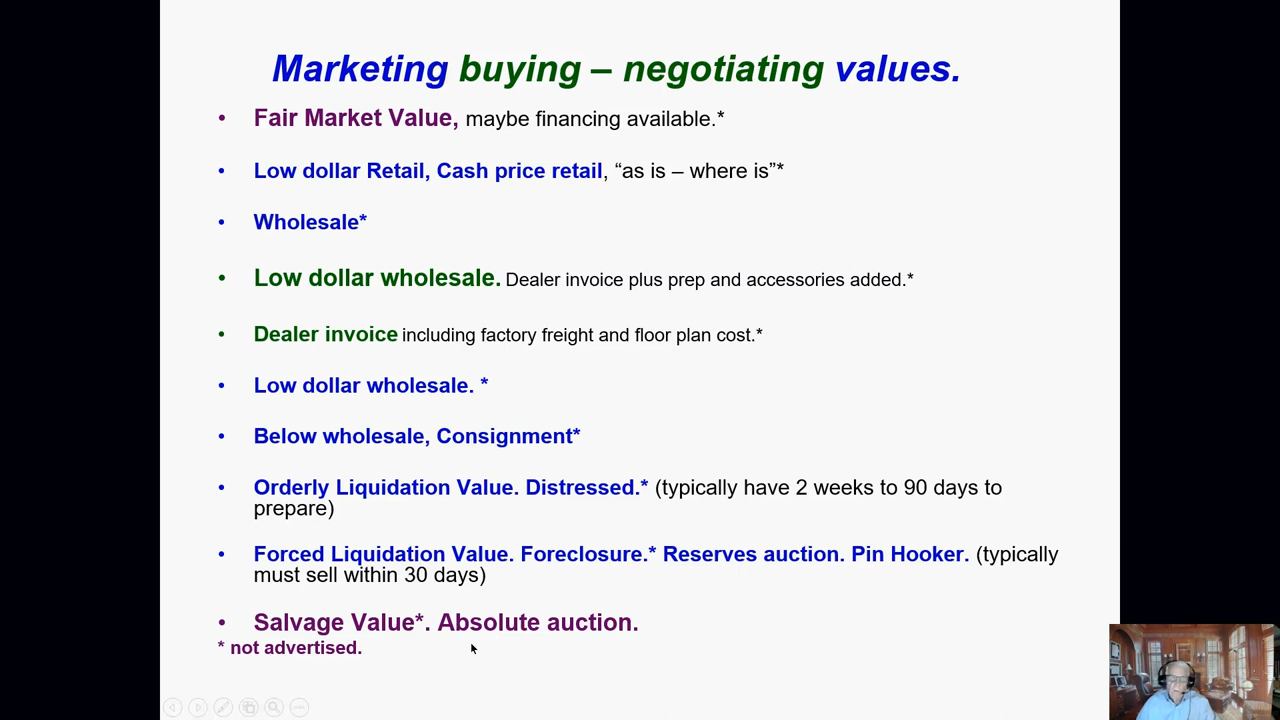 Marketing buying – negotiating values.
• Fair Market Value, maybe financing available.*
• Low dollar Retail, Cash price retail, “as is – where is”*
• Wholesale*
• Low dollar wholesale. Dealer invoice plus prep and accessories added.*
• Dealer invoice including factory freight and floor plan cost.*
• Low dollar wholesale. *
• Below wholesale, Consignment*
• Orderly Liquidation Value. Distressed.* (typically have 2 weeks to 90 days to
prepare)
• Forced Liquidation Value. Foreclosure.* Reserves auction. Pin Hooker. (typically
must sell within 30 days)
• Salvage Value*. Absolute auction.
* not advertised.